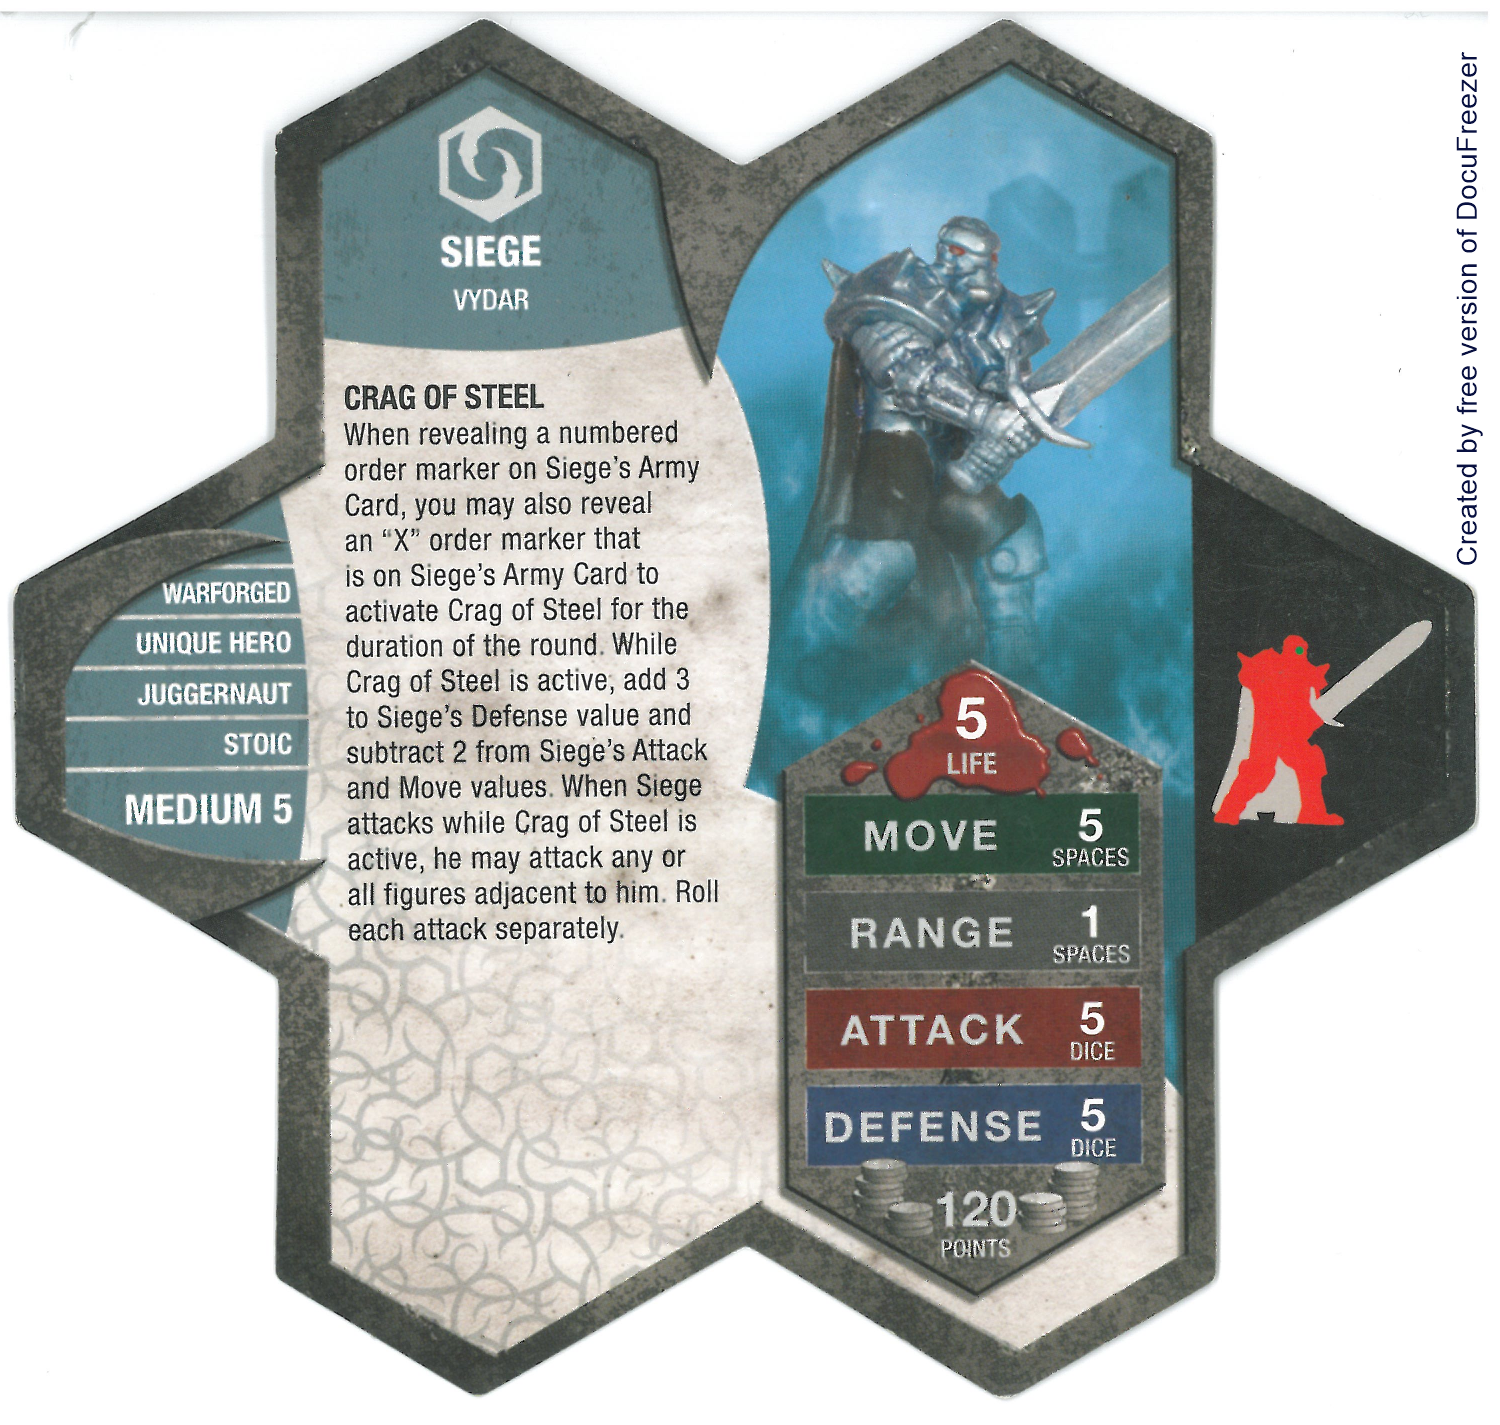 SIEGE
VYDAR
CRAG OF STEEL
When revealing a numbered
order marker on Siege's Army
Card, you may also reveal
an "X" order marker that
is on Siege's Army Card to
activate Crag of Steel for the
duration of the round. While
Crag of Steel is active, add 3
to Siege's Defense value and
subtract 2 from Siege's Attack
and Move values. When Siege
attacks while Crag of Steel is
active, he may attack any or
all figures adjacent to him. Roll
each attack separately.
WARFORGED
UNIQUE HERO
JUGGERNAUT
STOIC
MEDIUM 5
5
LIFE
MOVE 5
SPACES
RANGE 1
SPACES
ATTACK 5
DICE
DEFENSE 5
DICE
120
POINTS
Created by free version of DocuFreezer